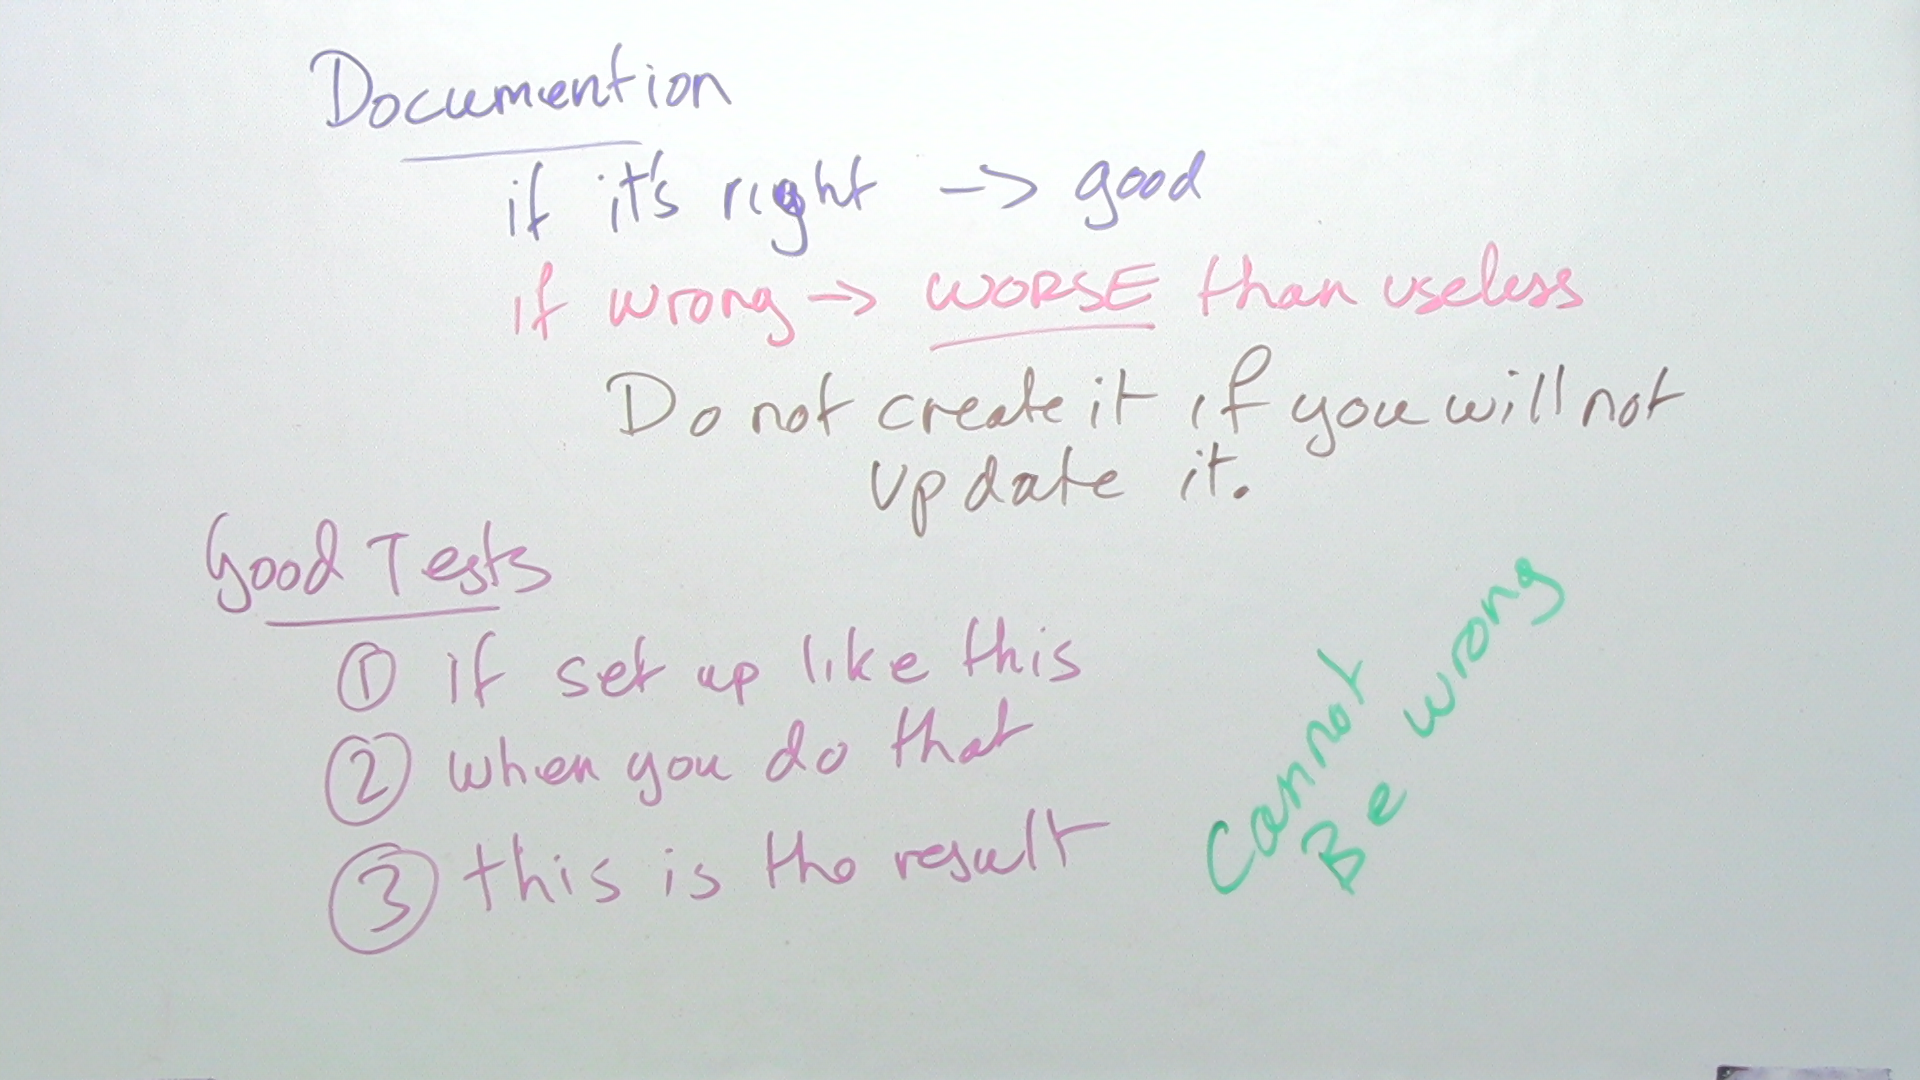 Documention
if it's right -> good
if wrong -> WORSE than useless
Do not create it if you will not
update it.
Good Tests
① if set up like this
② when you do that
③ this is the result
Cannot
Be wrong